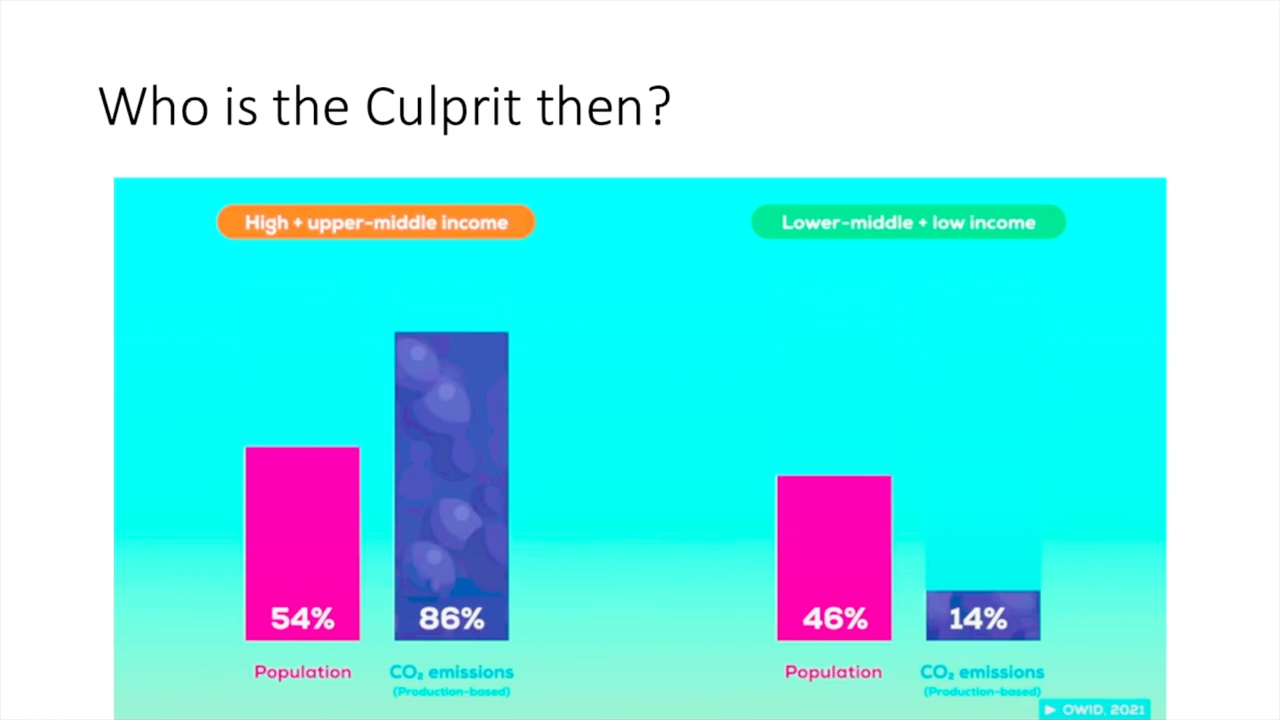 Who is the Culprit then?
High + upper-middle income
Lower-middle + low income
54%
86%
46%
14%
Population
CO₂ emissions
(Production-based)
Population
CO₂ emissions
(Production-based)
► OWID, 2021